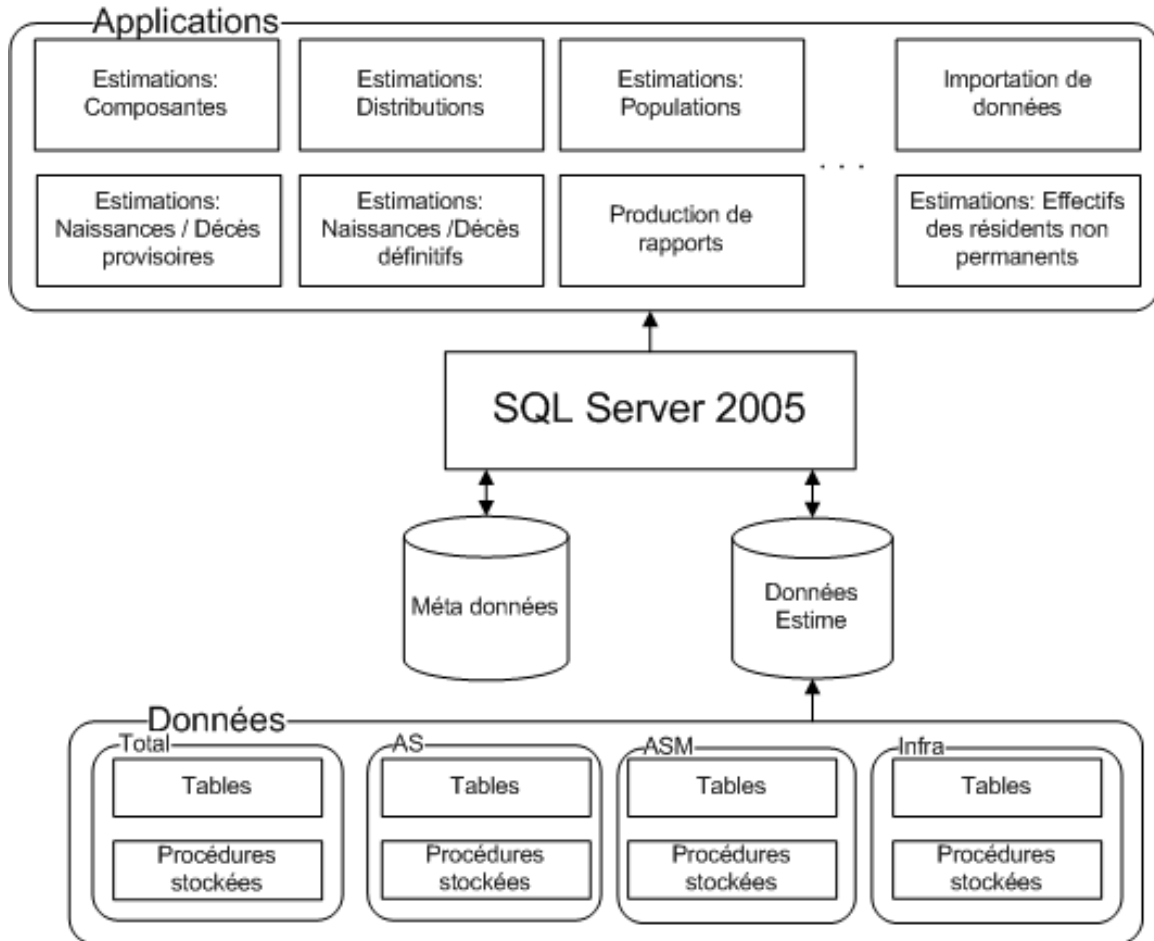 Applications
Estimations:
Composantes
Estimations:
Distributions
Estimations:
Populations
Importation de
données
. . .
Estimations:
Naissances / Décès
provisoires
Estimations:
Naissances /Décès
définitifs
Production de
rapports
Estimations: Effectifs
des résidents non
permanents
SQL Server 2005
Méta données
Données
Estime
Données
Total
Tables
Procédures
stockées
AS
Tables
Procédures
stockées
ASM
Tables
Procédures
stockées
Infra
Tables
Procédures
stockées